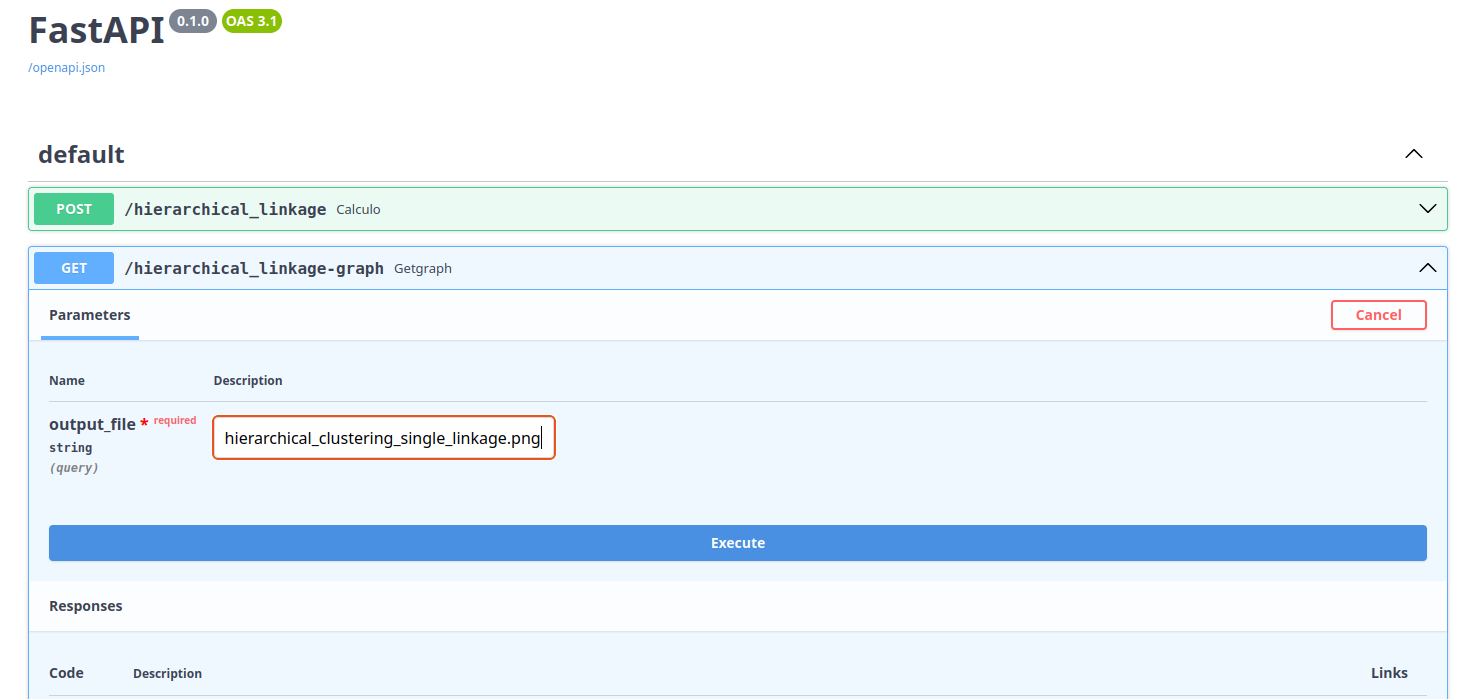 FastAPI 0.1.0 OAS 3.1
/openapi.json
default
POST /hierarchical_linkage Calculo
GET /hierarchical_linkage-graph Getgraph
Parameters Cancel
Name Description
output_file * required
hierarchical_clustering_single_linkage.png
string
(query)
Execute
Responses
Code Description Links